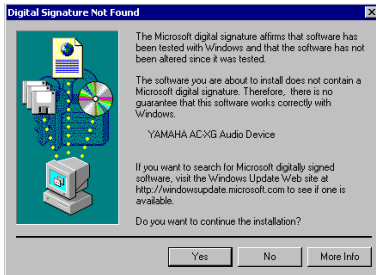 Digital Signature Not Found
The Microsoft digital signature affirms that software has
been tested with Windows and that the software has not
been altered since it was tested.
The software you are about to install does not contain a
Microsoft digital signature. Therefore, there is no
guarantee that this software works correctly with
Windows.
YAMAHA AC-XG Audio Device
If you want to search for Microsoft digitally signed
software, visit the Windows Update Web site at
http://windowsupdate.microsoft.com to see if one is
available.
Do you want to continue the installation?
Yes No More Info